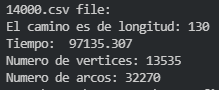 14000.csv file:
El camino es de longitud: 130
Tiempo:  97135.307
Numero de vertices: 13535
Numero de arcos: 32270